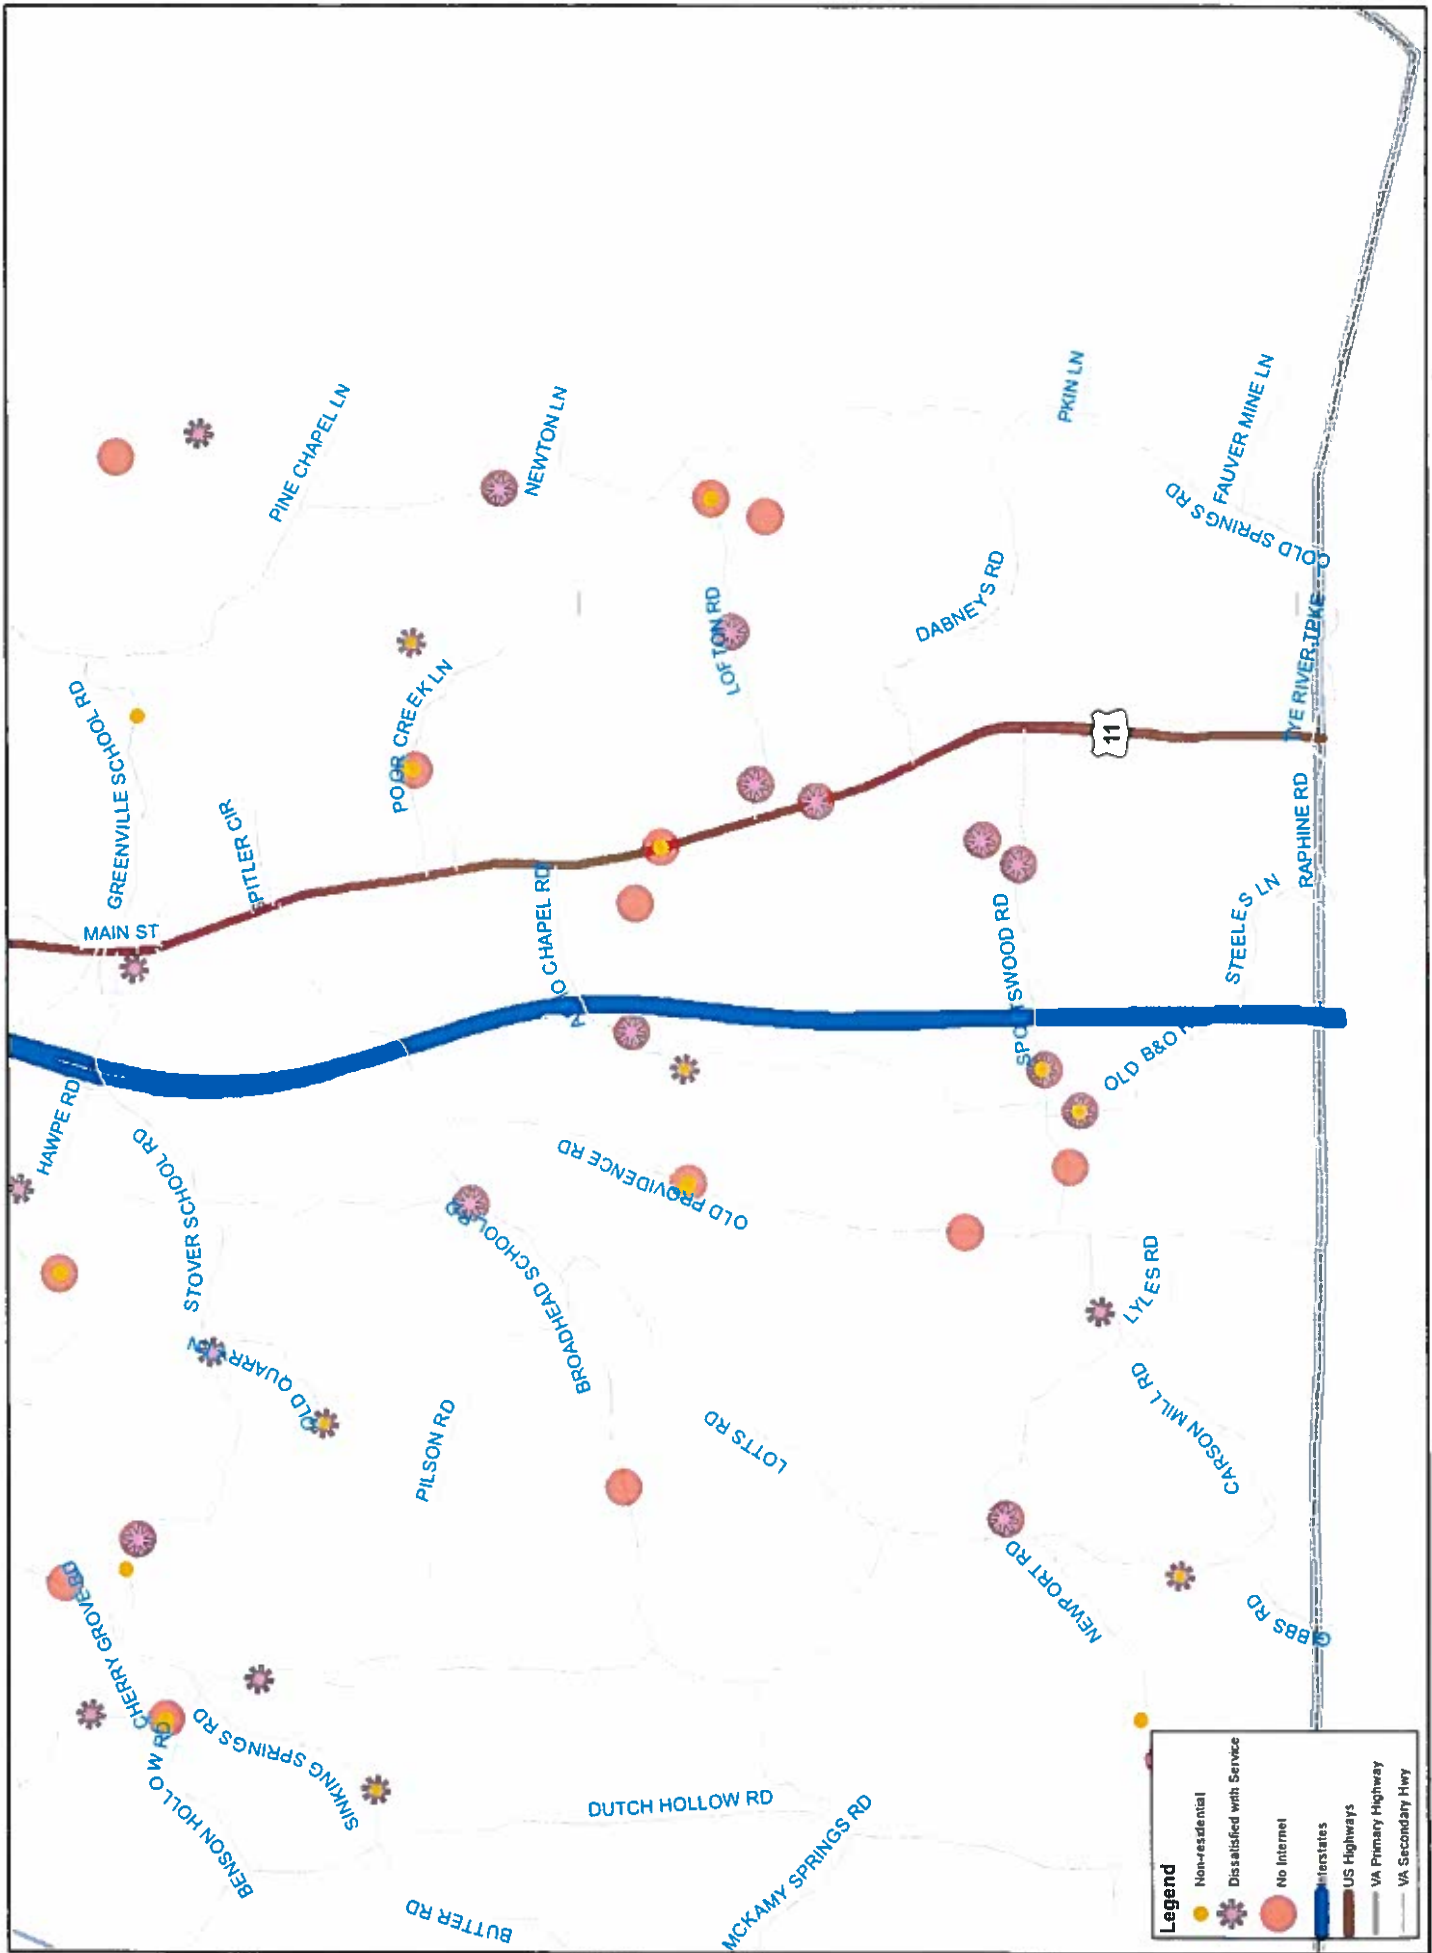 PINE CHAPEL LN
NEWTON LN
PKIN LN
FAUVER MINE LN
COLD SPRINGS RD
DABNEYS RD
LOFTON RD
TYE RIVER TPKE
GREENVILLE SCHOOL RD
POOR CREEK LN
SPITLER CIR
11
RAPHINE RD
MAIN ST
O CHAPEL RD
SPOTTSWOOD RD
STEELES LN
OLD B&O
HAWPE RD
STOVER SCHOOL RD
OLD PROVIDENCE RD
BROADHEAD SCHOOL RD
LYLES RD
OLD QUARRY
PILSON RD
LOTTS RD
CARSON MILL RD
NEWPORT RD
BBS RD
CHERRY GROVE RD
SINKING SPRINGS RD
BENSON HOLLOW RD
DUTCH HOLLOW RD
MCKAMY SPRINGS RD
BUTTER RD
Legend
Non-residential
Dissatisfied with Service
No Internet
Interstates
US Highways
VA Primary Highway
VA Secondary Hwy